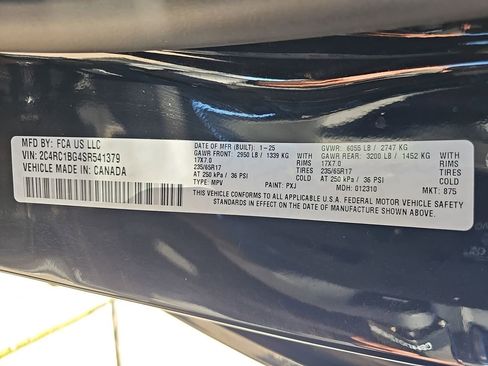 MFD BY: FCA US LLC
VIN: 2C4RC1BG4SR541379
VEHICLE MADE IN: CANADA
DATE OF MFR (BUILT): 1-25
GVWR: 6055 LB / 2747 KG
GAWR FRONT: 2950 LB / 1339 KG WITH
GAWR REAR: 3200 LB / 1452 KG WITH
17X7.0 RIMS
17X7.0 RIMS
235/65R17 TIRES
235/65R17 TIRES
AT 250 kPa / 36 PSI COLD
AT 250 kPa / 36 PSI COLD
TYPE: MPV PAINT: PXJ MDH: 012310 MKT: 875
THIS VEHICLE CONFORMS TO ALL APPLICABLE U.S.A. FEDERAL MOTOR VEHICLE SAFETY
STANDARDS IN EFFECT ON THE DATE OF MANUFACTURE SHOWN ABOVE.